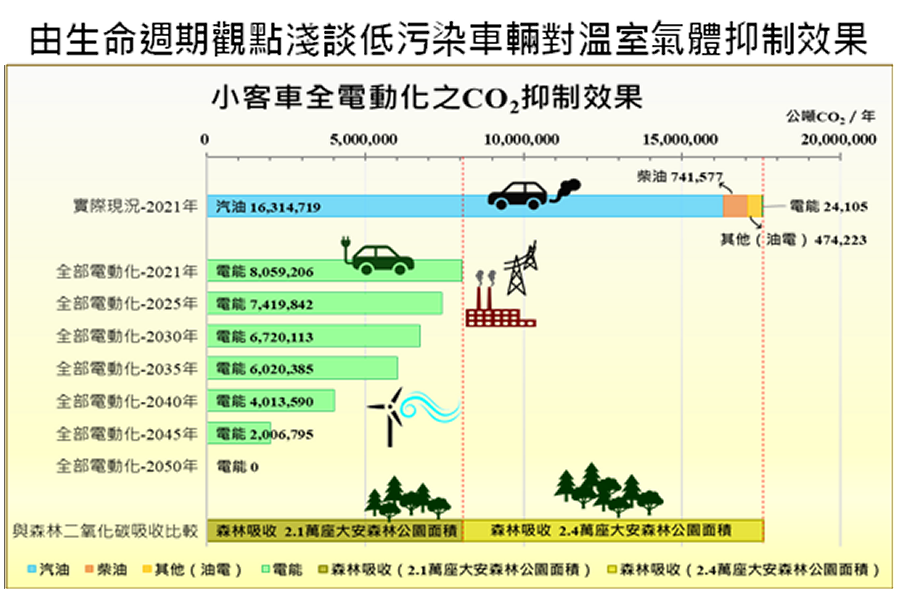 由生命週期觀點淺談低污染車輛對溫室氣體抑制效果
小客車全電動化之CO₂抑制效果
公噸CO₂ / 年
0 5,000,000 10,000,000 15,000,000 20,000,000
柴油 741,577
實際現況-2021年 汽油 16,314,719 電能 24,105
其他（油電） 474,223
全部電動化-2021年 電能 8,059,206
全部電動化-2025年 電能 7,419,842
全部電動化-2030年 電能 6,720,113
全部電動化-2035年 電能 6,020,385
全部電動化-2040年 電能 4,013,590
全部電動化-2045年 電能 2,006,795
全部電動化-2050年 電能 0
與森林二氧化碳吸收比較 森林吸收 2.1萬座大安森林公園面積 森林吸收 2.4萬座大安森林公園面積
汽油 柴油 其他（油電） 電能 森林吸收（2.1萬座大安森林公園面積） 森林吸收（2.4萬座大安森林公園面積）